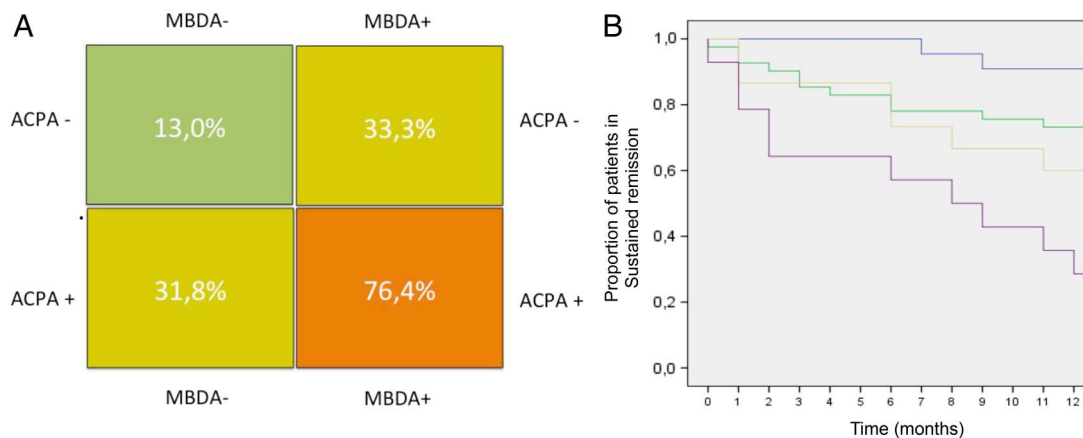 A
MBDA-
MBDA+
ACPA -
13,0%
33,3%
ACPA -
ACPA +
31,8%
76,4%
ACPA +
MBDA-
MBDA+
B
Proportion of patients in
Sustained remission
1,0
0,8
0,6
0,4
0,2
0,0
0 1 2 3 4 5 6 7 8 9 10 11 12
Time (months)